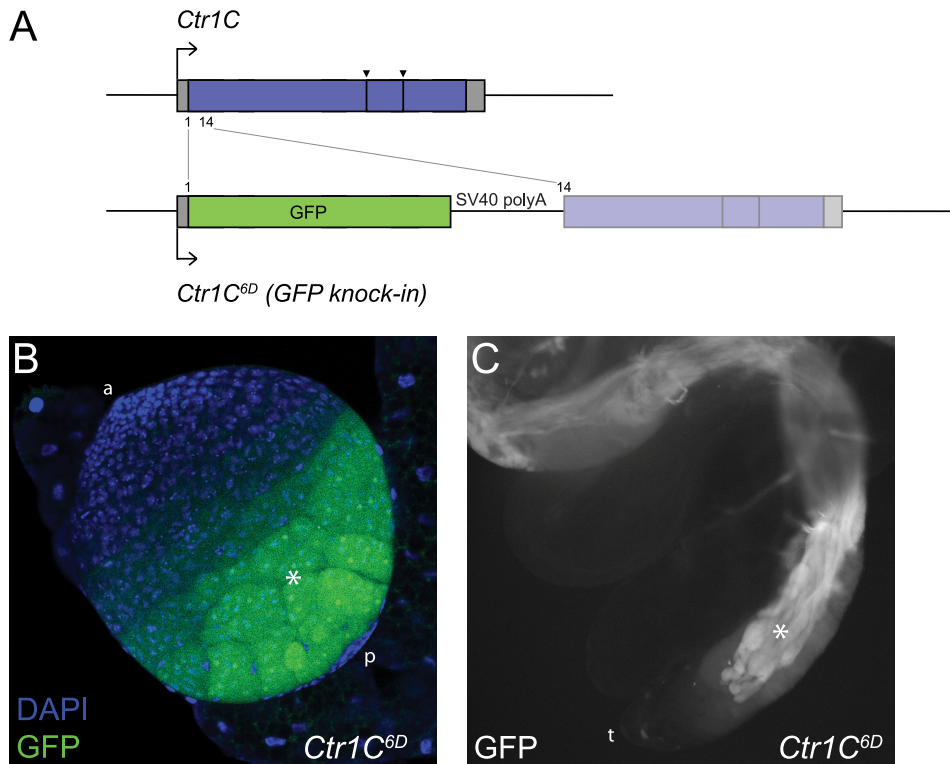 A
Ctr1C
1 14
1
14
SV40 polyA
GFP
Ctr1C6D (GFP knock-in)
B
a
*
p
DAPI
GFP
Ctr1C6D
C
*
t
GFP
Ctr1C6D